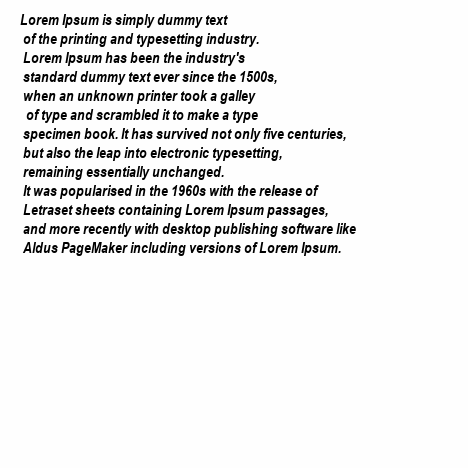 Lorem Ipsum is simply dummy text
of the printing and typesetting industry.
Lorem Ipsum has been the industry's
standard dummy text ever since the 1500s,
when an unknown printer took a galley
of type and scrambled it to make a type
specimen book. It has survived not only five centuries,
but also the leap into electronic typesetting,
remaining essentially unchanged.
It was popularised in the 1960s with the release of
Letraset sheets containing Lorem Ipsum passages,
and more recently with desktop publishing software like
Aldus PageMaker including versions of Lorem Ipsum.